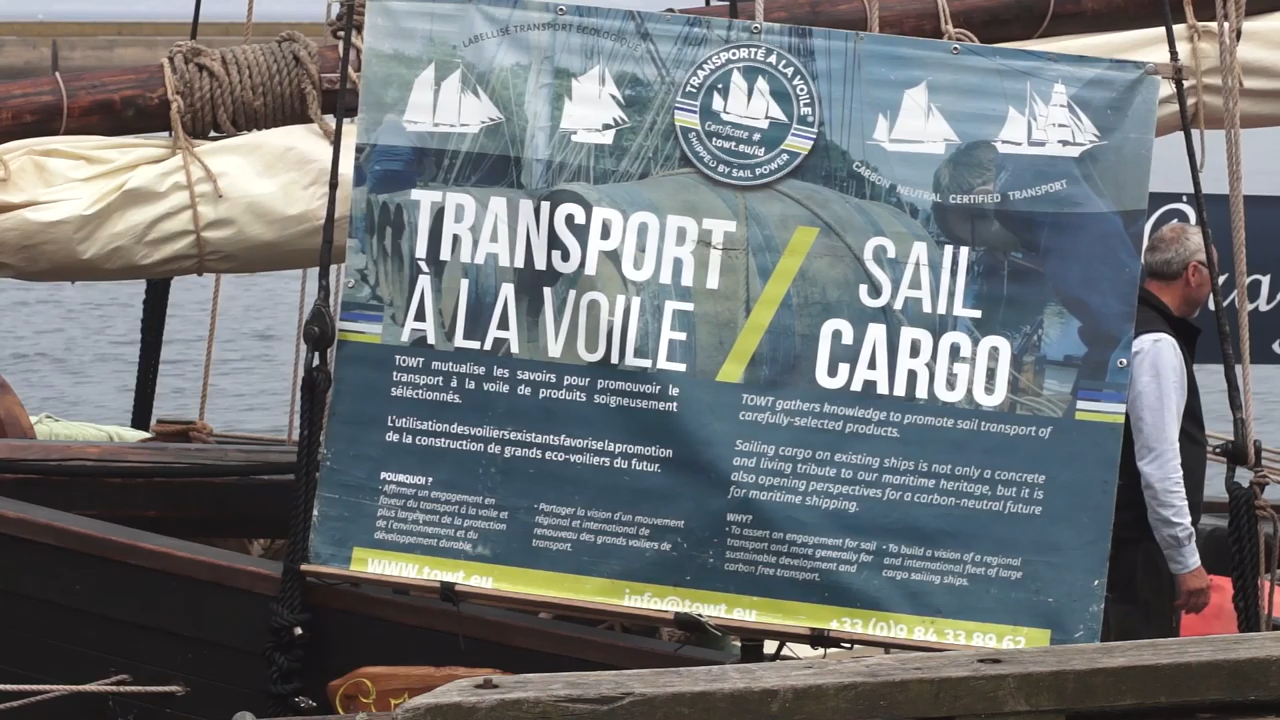 LABELLISÉ TRANSPORT ÉCOLOGIQUE
TRANSPORTÉ À LA VOILE®
Certificate #
towt.eu/id
SHIPPED BY SAIL POWER
CARBON NEUTRAL CERTIFIED TRANSPORT
TRANSPORT
À LA VOILE
/
SAIL
CARGO
TOWT mutualise les savoirs pour promouvoir le
transport à la voile de produits soigneusement
séléctionnés.
L'utilisation des voiliers existants favorise la promotion
de la construction de grands eco-voiliers du futur.
POURQUOI ?
• Affirmer un engagement en
faveur du transport à la voile et
plus largement de la protection
de l'environnement et du
développement durable.
• Partager la vision d'un mouvement
régional et international de
renouveau des grands voiliers de
transport.
TOWT gathers knowledge to promote sail transport of
carefully-selected products.
Sailing cargo on existing ships is not only a concrete
and living tribute to our maritime heritage, but it is
also opening perspectives for a carbon-neutral future
for maritime shipping.
WHY?
• To assert an engagement for sail
transport and more generally for
sustainable development and
carbon free transport.
• To build a vision of a regional
and international fleet of large
cargo sailing ships.
www.towt.eu
info@towt.eu
+33 (0)9 84 33 89 62